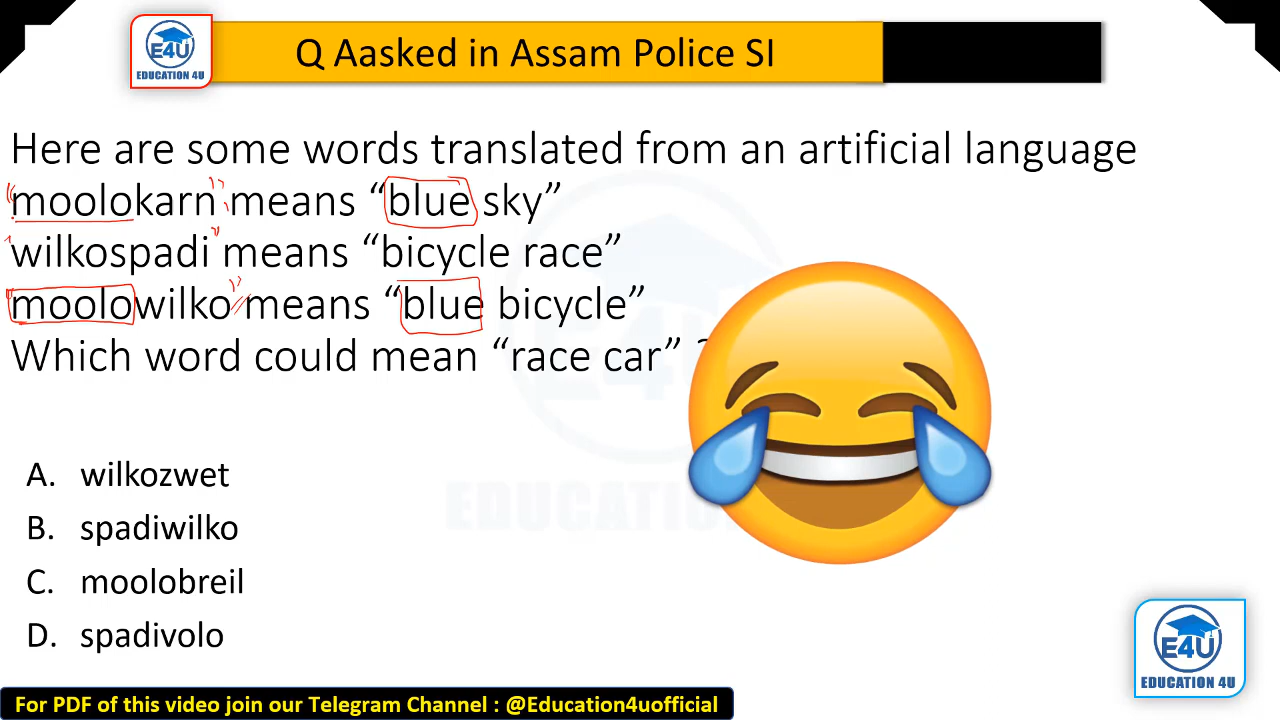 E4U
EDUCATION 4U
Q Aasked in Assam Police SI
Here are some words translated from an artificial language
moolokarn means “blue sky”
wilkospadi means “bicycle race”
moolowilko means “blue bicycle”
Which word could mean “race car” ?
A. wilkozwet
B. spadiwilko
C. moolobreil
D. spadivolo
E4U
EDUCATION 4U
For PDF of this video join our Telegram Channel : @Education4uofficial